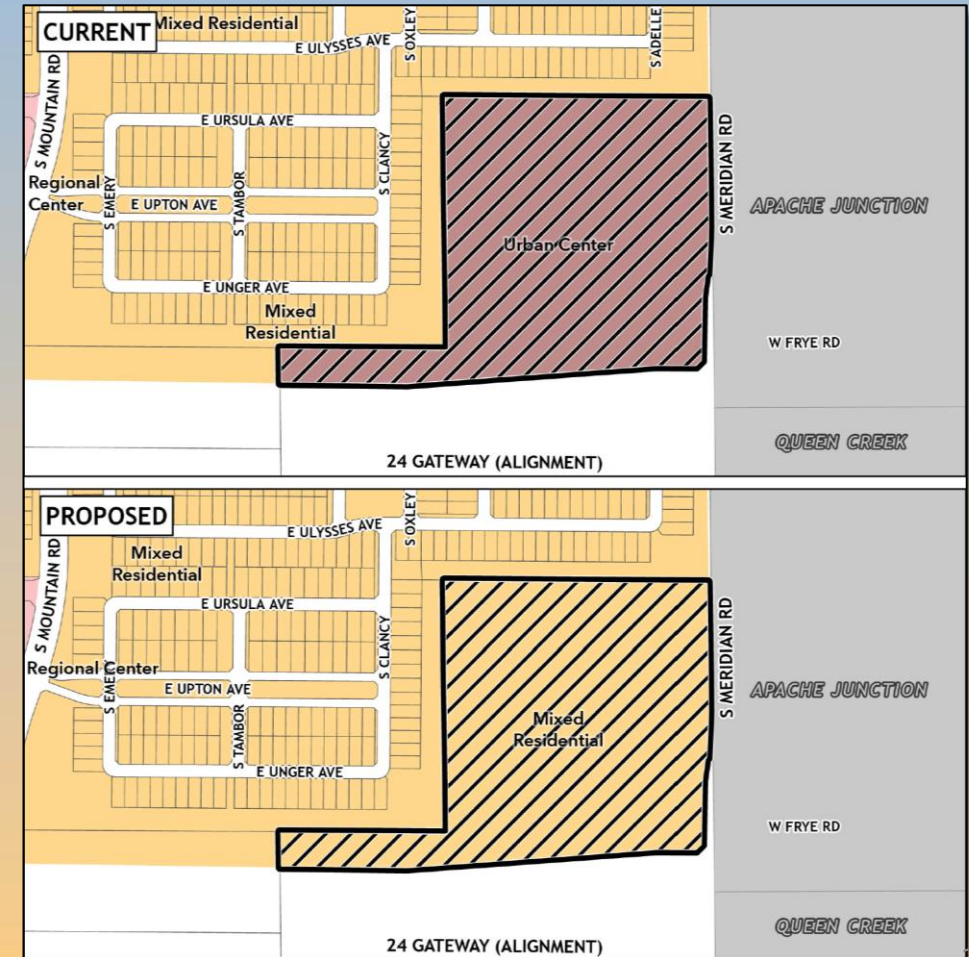 CURRENT
Mixed Residential
E ULYSSES AVE
S OXLEY
S ADELLE
S MOUNTAIN RD
E URSULA AVE
S CLANCY
S MERIDIAN RD
Regional
Center
S EMERY
E UPTON AVE
S TAMBOR
Urban Center
APACHE JUNCTION
E UNGER AVE
Mixed
Residential
W FRYE RD
QUEEN CREEK
24 GATEWAY (ALIGNMENT)
PROPOSED
E ULYSSES AVE
S OXLEY
Mixed
Residential
S MOUNTAIN RD
E URSULA AVE
S CLANCY
S MERIDIAN RD
Regional Center
S EMERY
E UPTON AVE
S TAMBOR
APACHE JUNCTION
Mixed
Residential
E UNGER AVE
W FRYE RD
QUEEN CREEK
24 GATEWAY (ALIGNMENT)